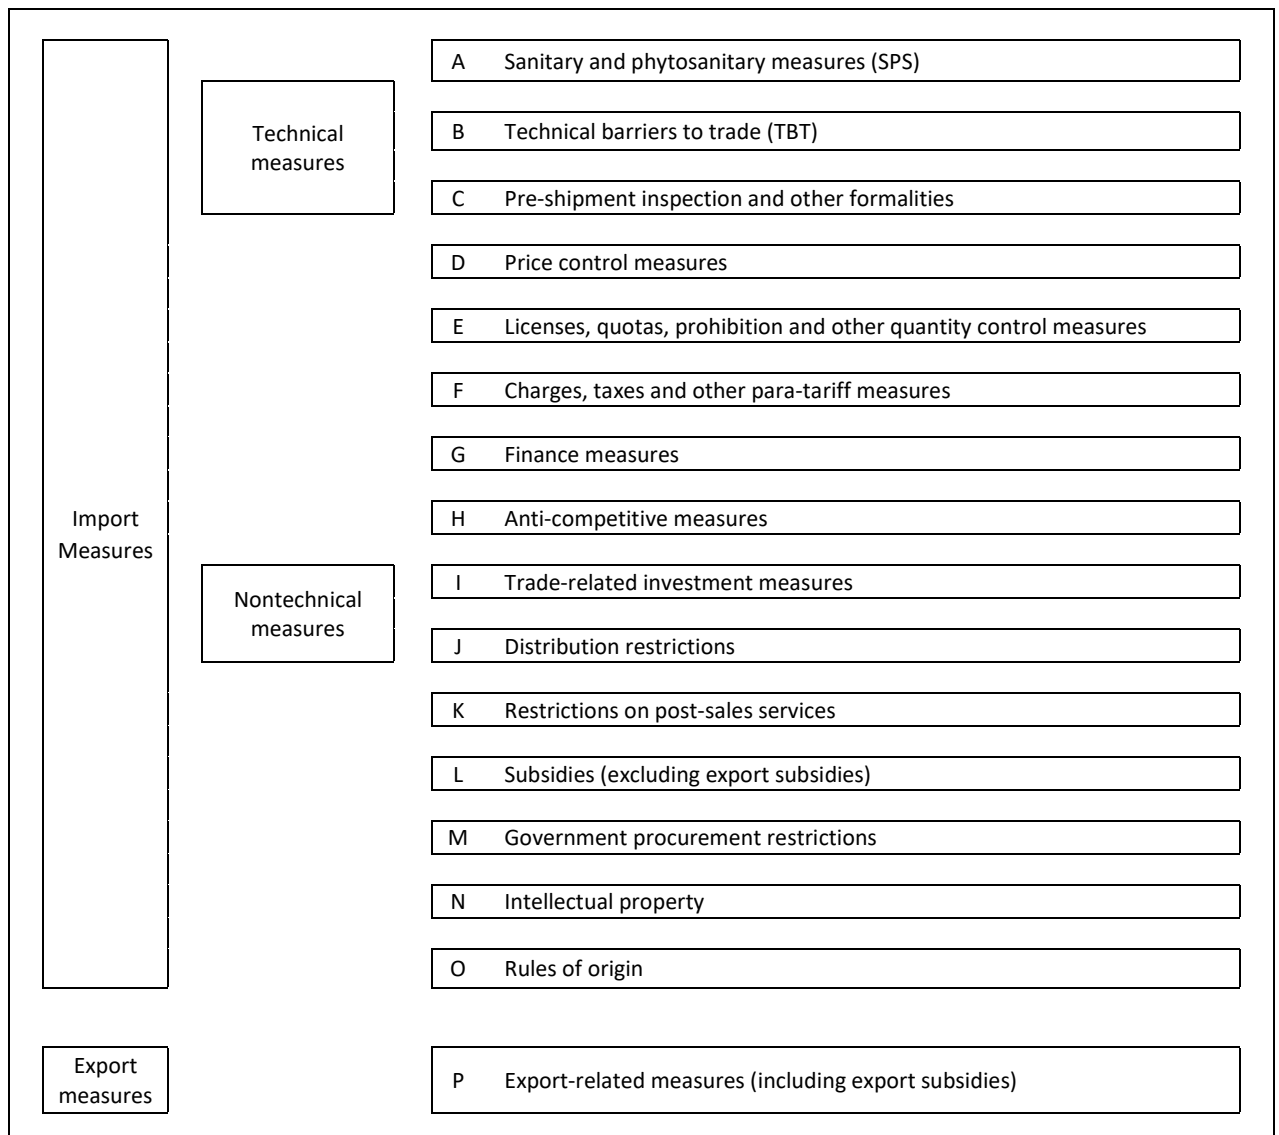 A Sanitary and phytosanitary measures (SPS)
Technical
measures
B Technical barriers to trade (TBT)
C Pre-shipment inspection and other formalities
D Price control measures
E Licenses, quotas, prohibition and other quantity control measures
F Charges, taxes and other para-tariff measures
G Finance measures
Import
Measures
H Anti-competitive measures
Nontechnical
measures
I Trade-related investment measures
J Distribution restrictions
K Restrictions on post-sales services
L Subsidies (excluding export subsidies)
M Government procurement restrictions
N Intellectual property
O Rules of origin
Export
measures
P Export-related measures (including export subsidies)